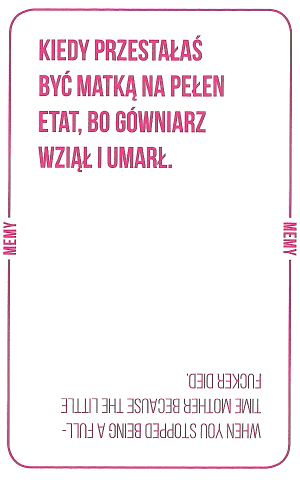 KIEDY PRZESTAŁAŚ
BYĆ MATKĄ NA PEŁEN
ETAT, BO GÓWNIARZ
WZIĄŁ I UMARŁ.
MEMY
MEMY
WHEN YOU STOPPED BEING A FULL-
TIME MOTHER BECAUSE THE LITTLE
FUCKER DIED.